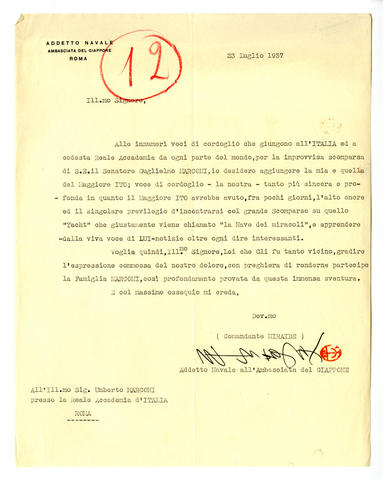 ADDETTO NAVALE
AMBASCIATA DEL GIAPPONE
ROMA
12
23 Luglio 1937
Ill.mo Signore,
Alle innumeri voci di cordoglio che giungono all'ITALIA ed a
codesta Reale Accademia da ogni parte del mondo, per la improvvisa scomparsa
di S.E.il Senatore Guglielmo MARCONI, io desidero aggiungere la mia e quella
del Maggiore ITO; voce di cordoglio - la nostra - tanto più sincera e pro-
fonda in quanto il Maggiore ITO avrebbe avuto, fra pochi giorni, l'alto onore
ed il singolare previlegio d'incontrarsi col grande Scomparso su quello
"Yacht" che giustamente viene chiamato "la Nave dei miracoli", e apprendere
-dalla viva voce di LUI-notizie oltre ogni dire interessanti.
Voglia quindi, Ill.mo Signore, Lei che Gli fu tanto vicino, gradire
l'espressione commossa del nostro dolore, con preghiera di renderne partecipe
la Famiglia MARCONI, così profondamente provata da questa immensa sventura.
E col massimo ossequio mi creda,
Dev.mo
( Comandante HIRAIDE )
Addetto Navale all'Ambasciata del GIAPPONE
All'Ill.mo Sig. Umberto MARCONI
presso la Reale Accademia d'ITALIA
ROMA